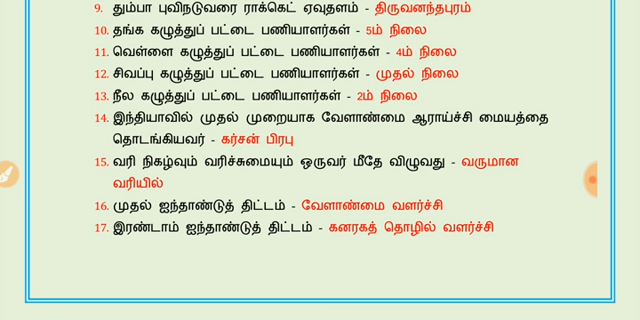 9. தும்பா புவிநடுவரை ராக்கெட் ஏவுதளம் - திருவனந்தபுரம்
10. தங்க கழுத்துப் பட்டை பணியாளர்கள் - 5ம் நிலை
11. வெள்ளை கழுத்துப் பட்டை பணியாளர்கள் - 4ம் நிலை
12. சிவப்பு கழுத்துப் பட்டை பணியாளர்கள் - முதல் நிலை
13. நீல கழுத்துப் பட்டை பணியாளர்கள் - 2ம் நிலை
14. இந்தியாவில் முதல் முறையாக வேளாண்மை ஆராய்ச்சி மையத்தை
தொடங்கியவர் - கர்சன் பிரபு
15. வரி நிகழ்வும் வரிச்சுமையும் ஒருவர் மீதே விழுவது - வருமான
வரியில்
16. முதல் ஐந்தாண்டுத் திட்டம் - வேளாண்மை வளர்ச்சி
17. இரண்டாம் ஐந்தாண்டுத் திட்டம் - கனரகத் தொழில் வளர்ச்சி